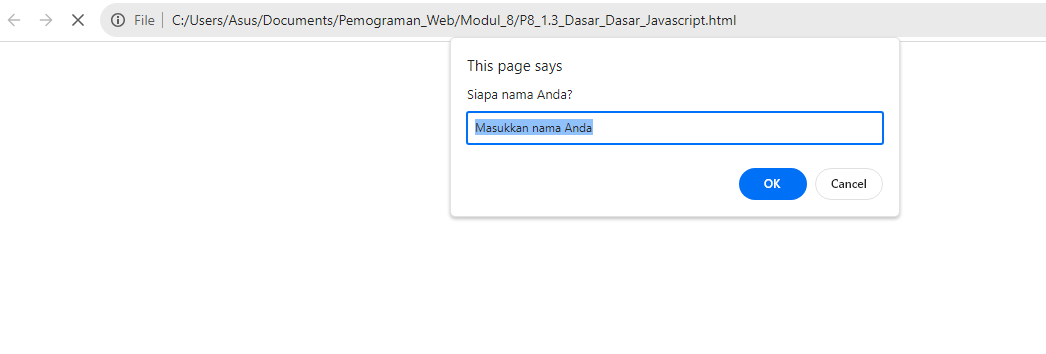 File C:/Users/Asus/Documents/Pemograman_Web/Modul_8/P8_1.3_Dasar_Dasar_Javascript.html
This page says
Siapa nama Anda?
Masukkan nama Anda
OK Cancel